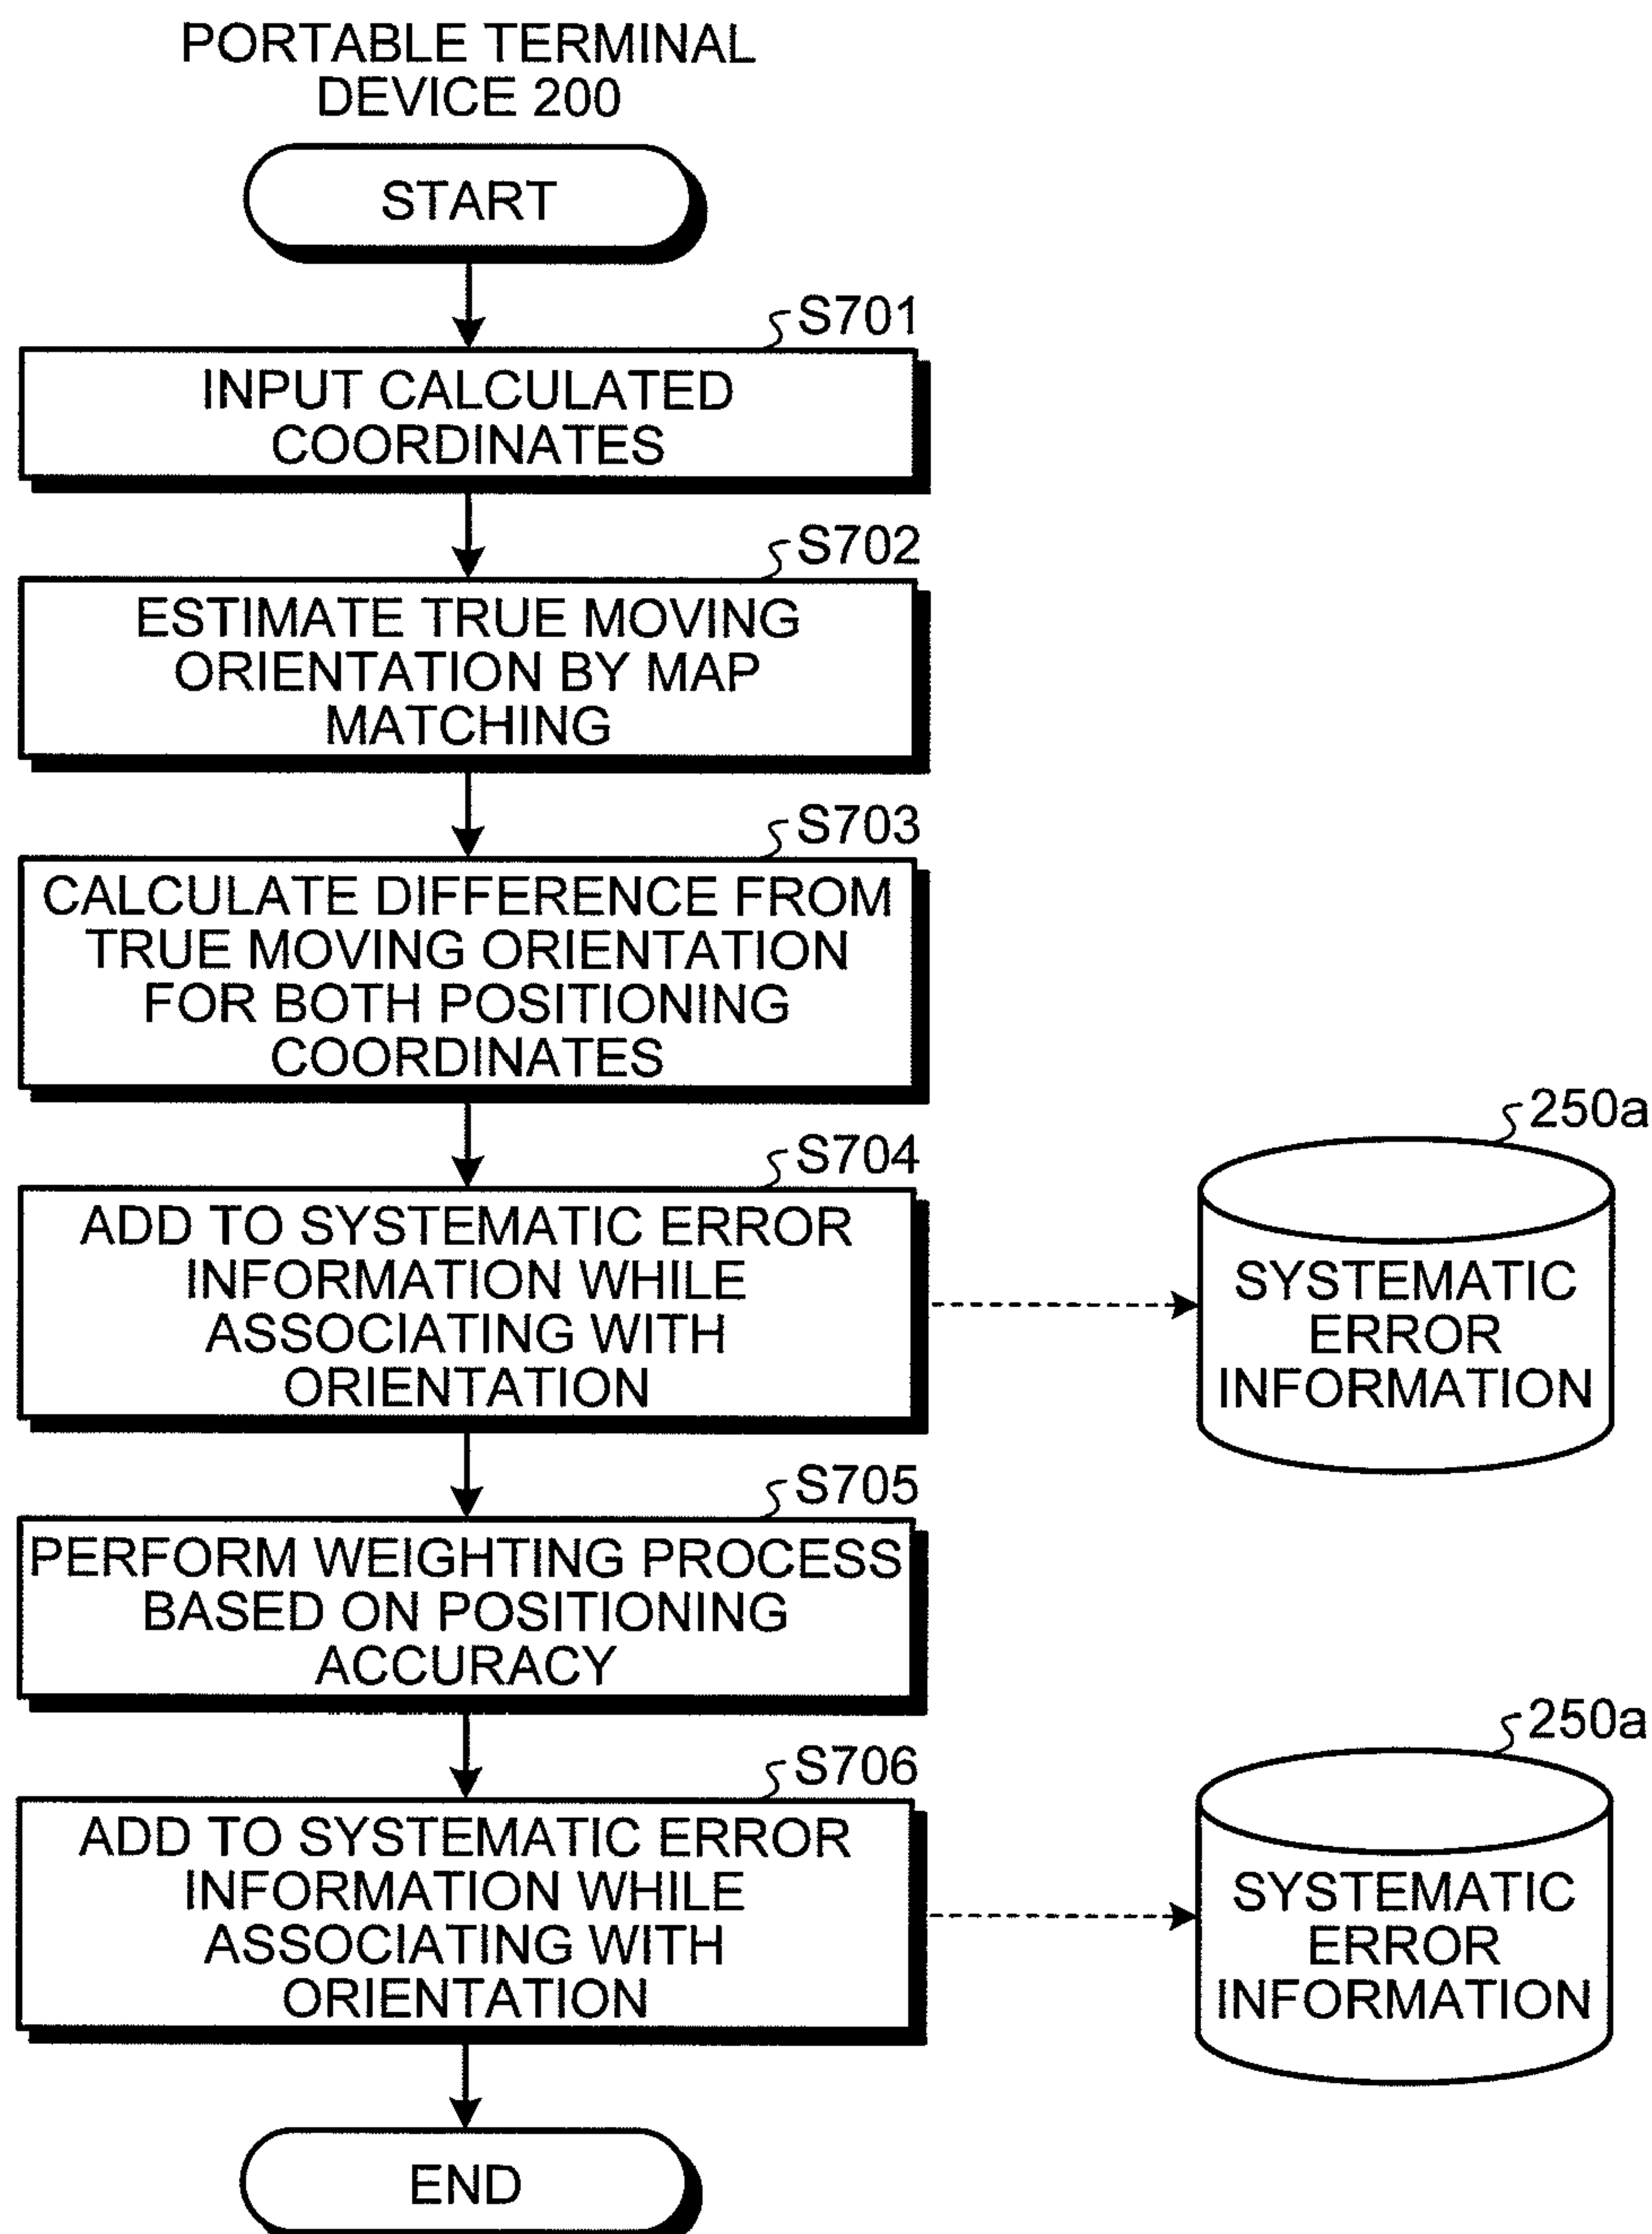 PORTABLE TERMINAL
DEVICE 200
START
S701
INPUT CALCULATED
COORDINATES
S702
ESTIMATE TRUE MOVING
ORIENTATION BY MAP
MATCHING
S703
CALCULATE DIFFERENCE FROM
TRUE MOVING ORIENTATION
FOR BOTH POSITIONING
COORDINATES
S704
ADD TO SYSTEMATIC ERROR
INFORMATION WHILE
ASSOCIATING WITH
ORIENTATION
250a
SYSTEMATIC
ERROR
INFORMATION
S705
PERFORM WEIGHTING PROCESS
BASED ON POSITIONING
ACCURACY
S706
ADD TO SYSTEMATIC ERROR
INFORMATION WHILE
ASSOCIATING WITH
ORIENTATION
250a
SYSTEMATIC
ERROR
INFORMATION
END